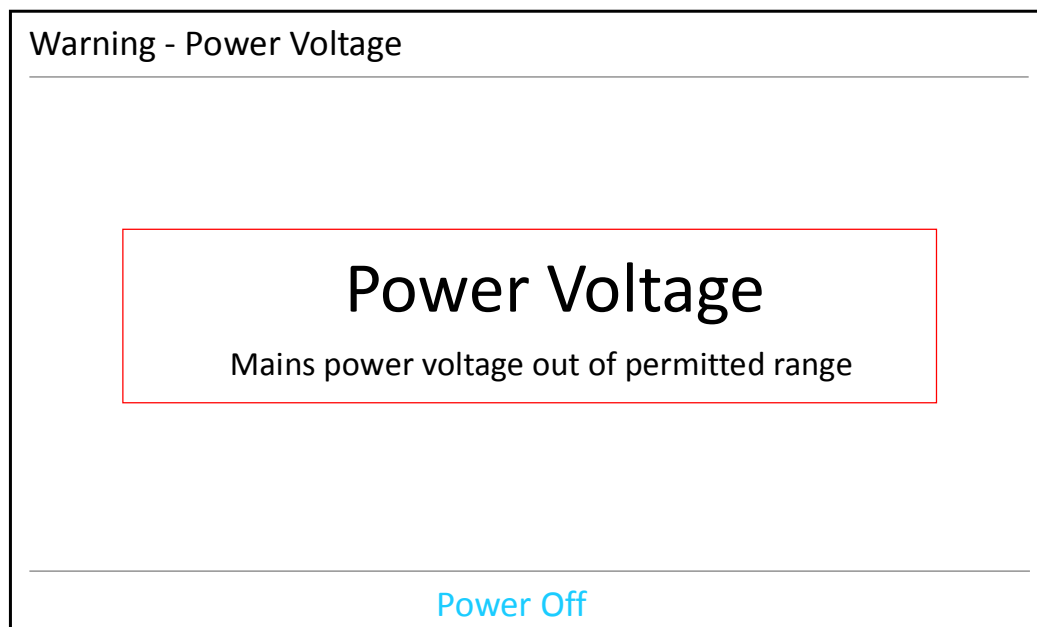 Warning - Power Voltage
Power Voltage
Mains power voltage out of permitted range
Power Off